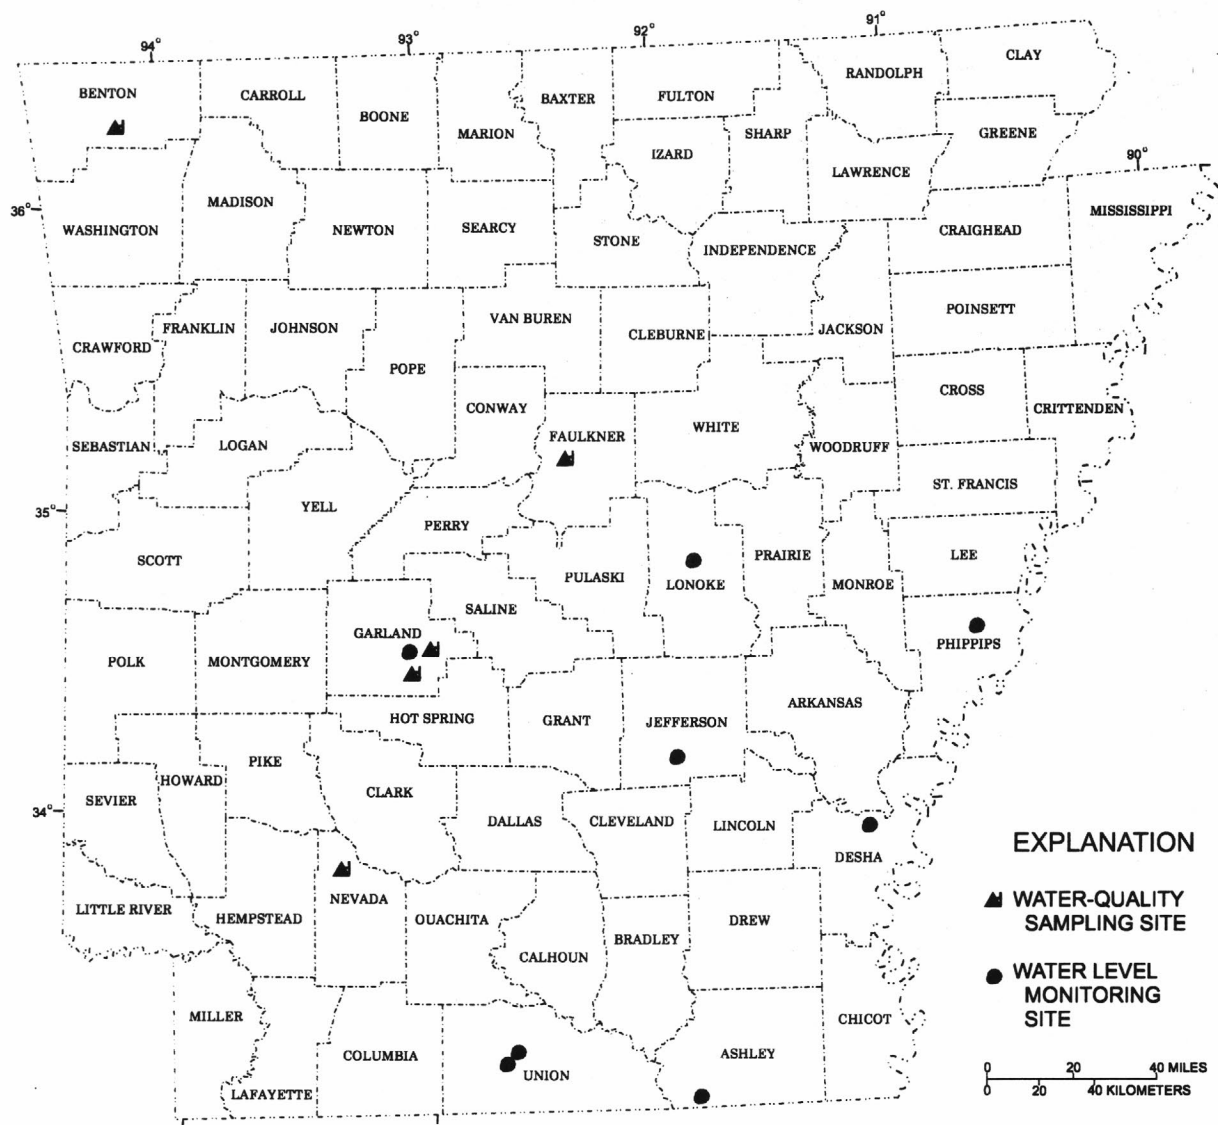 94°
93°
92°
91°
BENTON
CARROLL
BOONE
MARION
BAXTER
FULTON
RANDOLPH
CLAY
IZARD
SHARP
GREENE
LAWRENCE
90°
36°
WASHINGTON
MADISON
NEWTON
SEARCY
STONE
INDEPENDENCE
CRAIGHEAD
MISSISSIPPI
CRAWFORD
FRANKLIN
JOHNSON
POPE
VAN BUREN
CLEBURNE
JACKSON
POINSETT
SEBASTIAN
LOGAN
CONWAY
FAULKNER
WHITE
WOODRUFF
CROSS
CRITTENDEN
ST. FRANCIS
35°
SCOTT
YELL
PERRY
PULASKI
LONOKE
PRAIRIE
MONROE
LEE
POLK
MONTGOMERY
GARLAND
SALINE
PHIPPIPS
HOT SPRING
GRANT
JEFFERSON
ARKANSAS
34°
SEVIER
HOWARD
PIKE
CLARK
DALLAS
CLEVELAND
LINCOLN
DESHA
LITTLE RIVER
HEMPSTEAD
NEVADA
OUACHITA
CALHOUN
BRADLEY
DREW
MILLER
LAFAYETTE
COLUMBIA
UNION
ASHLEY
CHICOT
EXPLANATION
WATER-QUALITY
SAMPLING SITE
WATER LEVEL
MONITORING
SITE
0 20 40 MILES
0 20 40 KILOMETERS